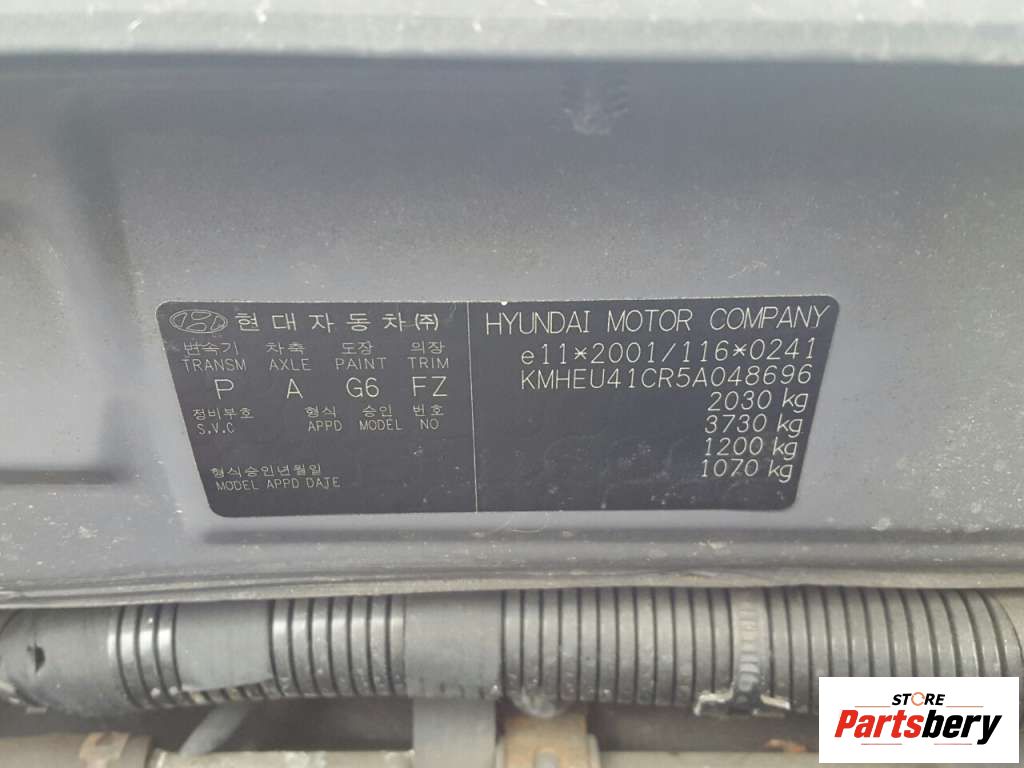 현대자동차㈜
변속기 차축 도장 의장
TRANSM AXLE PAINT TRIM
P A G6 FZ
정비부호 형식 승인 번호
S.V.C APPD MODEL NO
형식승인년월일
MODEL APPD DAJE
HYUNDAI MOTOR COMPANY
e11*2001/116*0241
KMHEU41CR5A048696
2030 kg
3730 kg
1200 kg
1070 kg
STORE
Partsbery